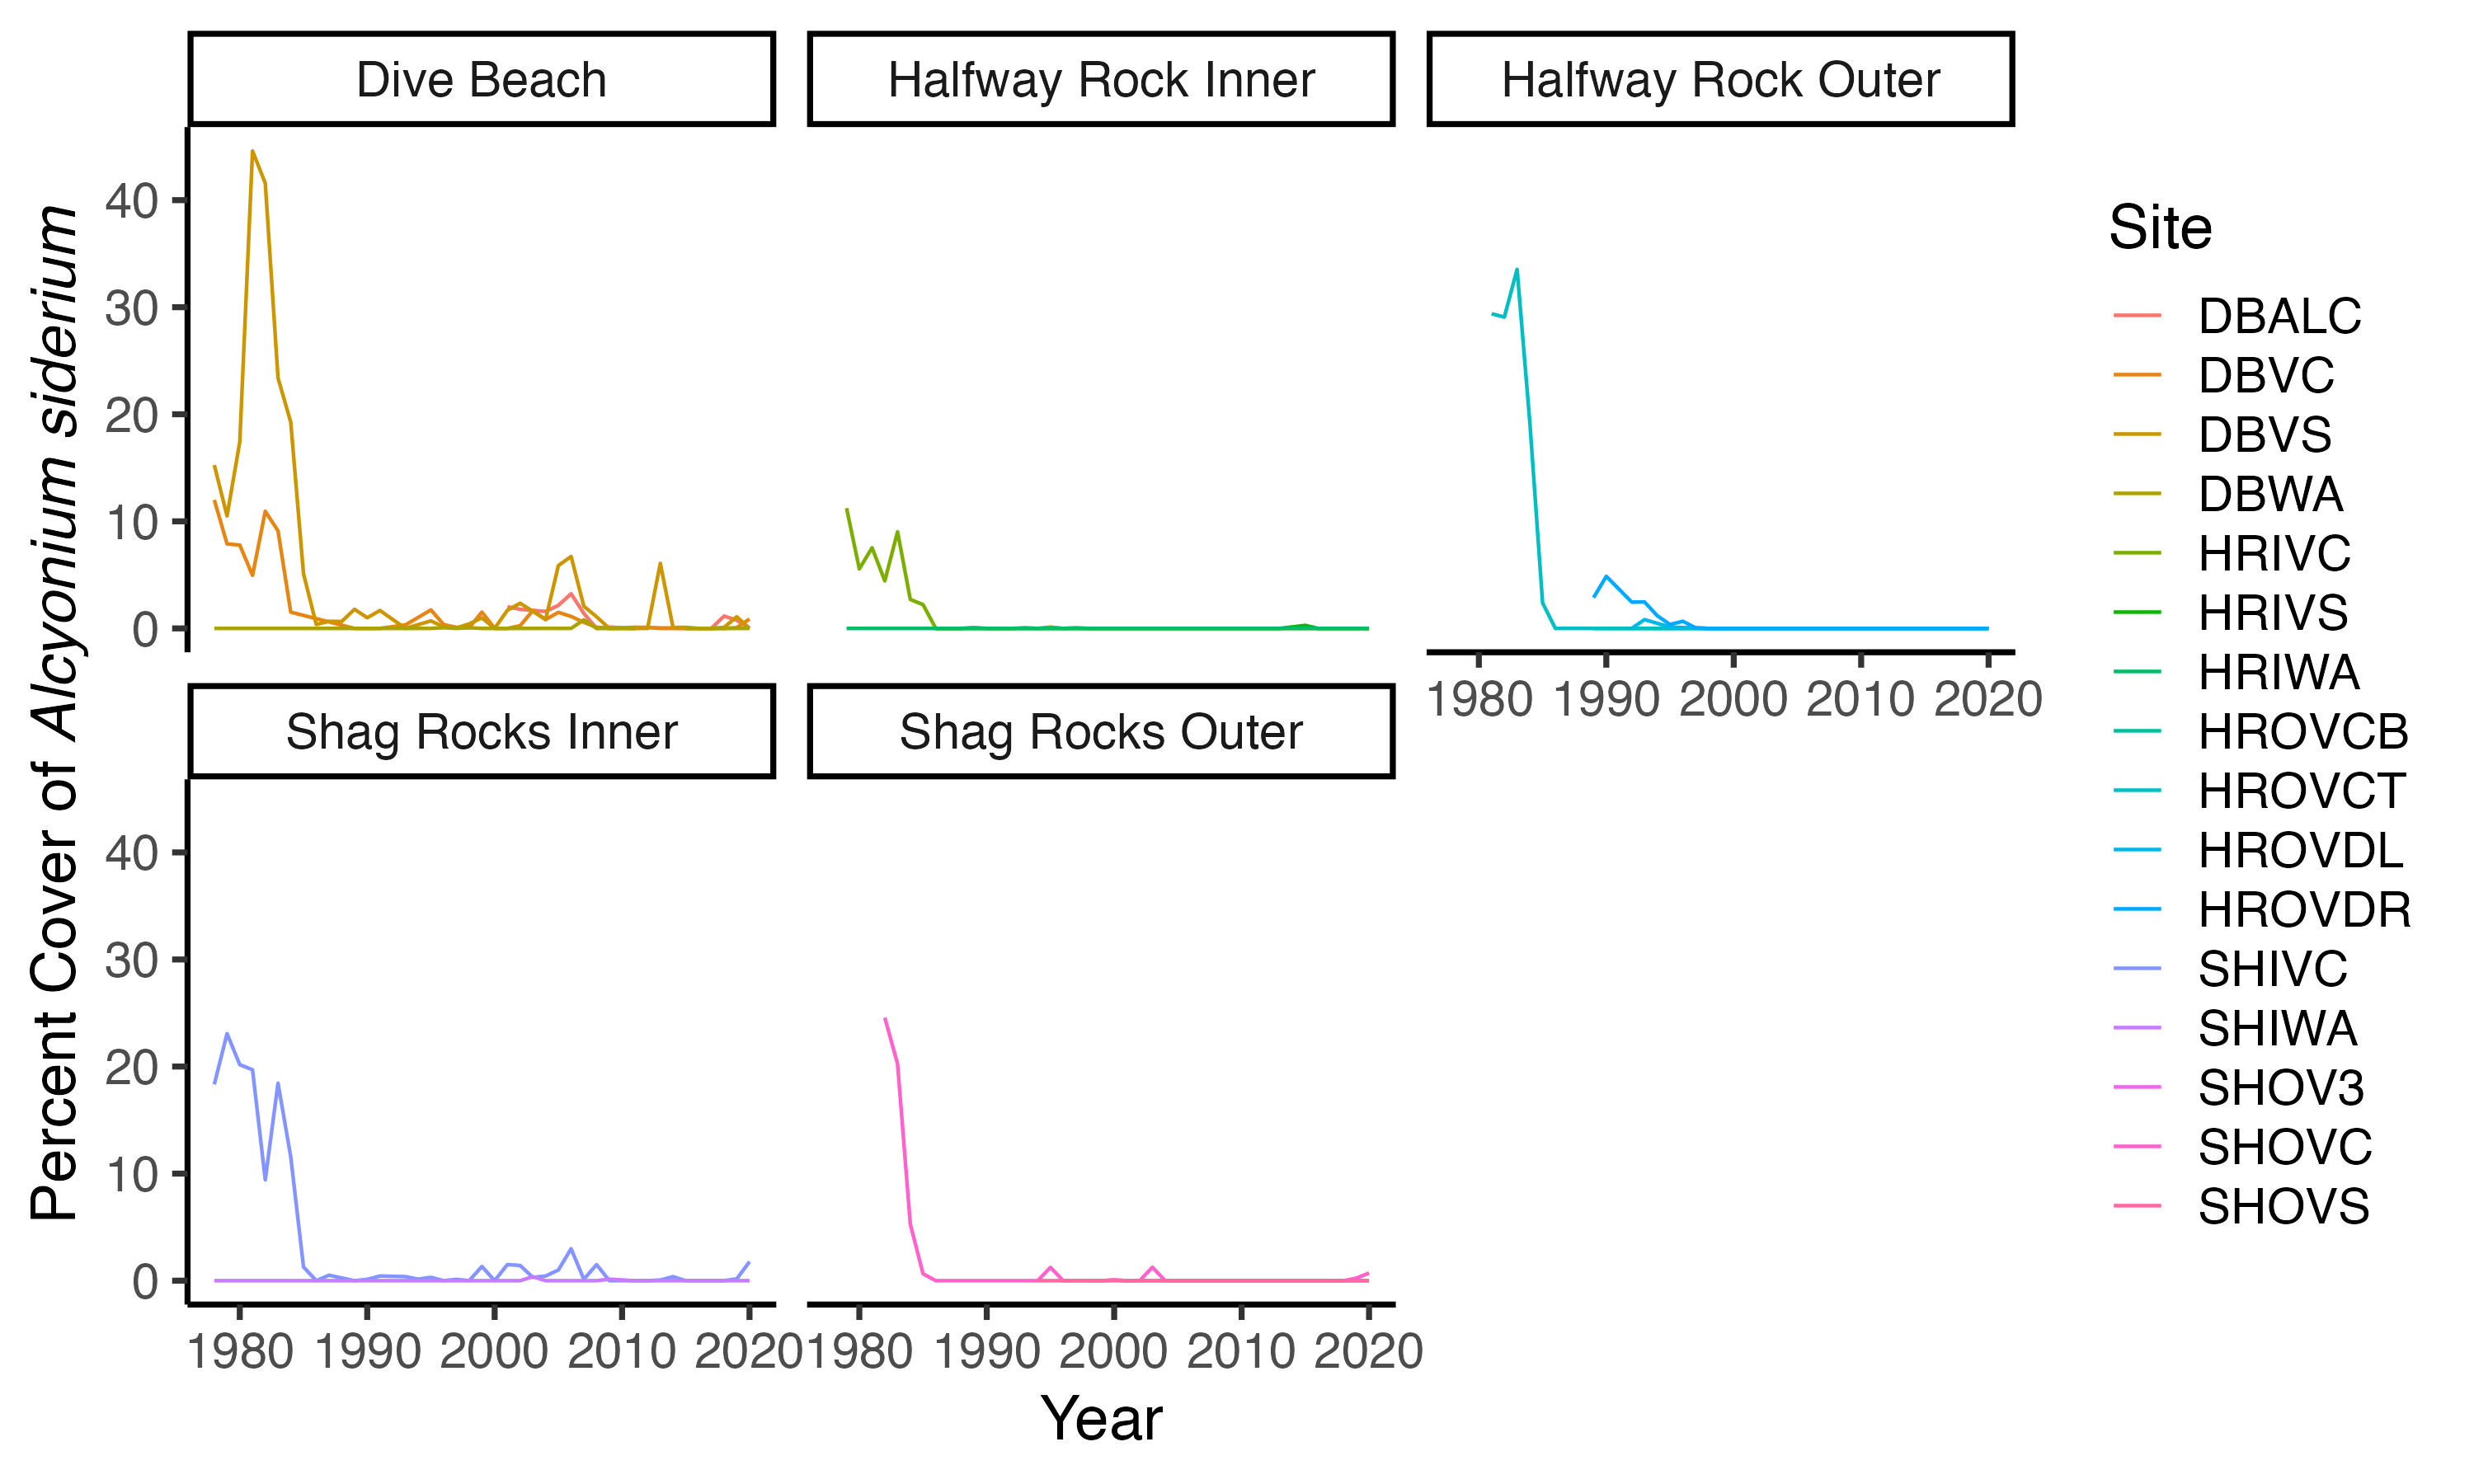 Dive Beach
Halfway Rock Inner
Halfway Rock Outer
40
30
20
10
0
1980 1990 2000 2010 2020
Shag Rocks Inner
Shag Rocks Outer
40
30
20
10
0
1980 1990 2000 2010 2020
1980 1990 2000 2010 2020
Year
Percent Cover of Alcyonium siderium
Site
DBALC
DBVC
DBVS
DBWA
HRIVC
HRIVS
HRIWA
HROVCB
HROVCT
HROVDL
HROVDR
SHIVC
SHIWA
SHOV3
SHOVC
SHOVS